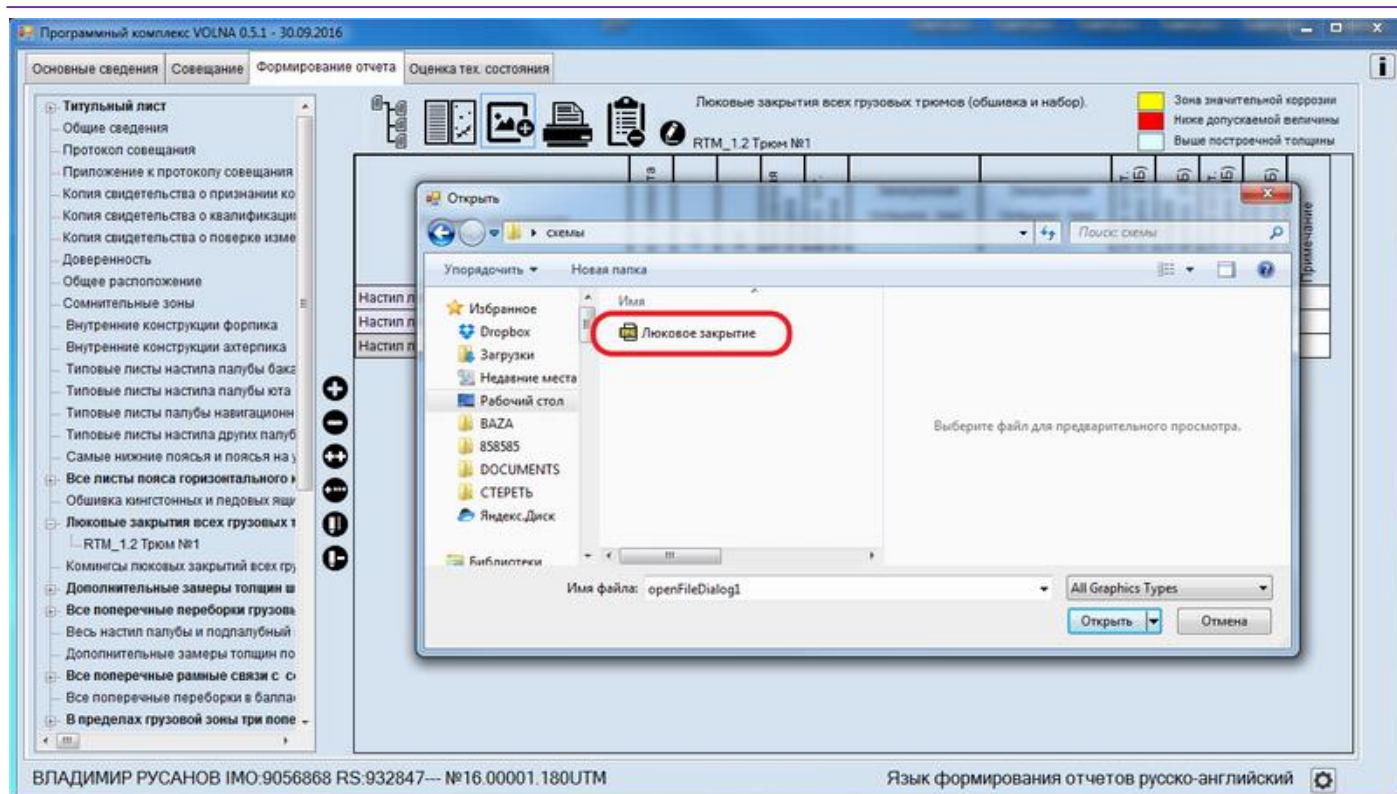 Программный комплекс VOLNA 0.5.1 - 30.09.2016
Основные сведения Совещание Формирование отчета Оценка тех. состояния
Титульный лист
Общие сведения
Протокол совещания
Приложение к протоколу совещания
Копия свидетельства о признании ко
Копия свидетельства о квалификаци
Копия свидетельства о поверке изме
Доверенность
Общее расположение
Сомнительные зоны
Внутренние конструкции форпика
Внутренние конструкции ахтерпика
Типовые листы настила палубы бака
Типовые листы настила палубы юта
Типовые листы палубы навигационн
Типовые листы настила других палуб
Самые нижние поясья и поясья на у
Все листы пояса горизонтального к
Обшивка кингстонных и ледовых ящи
Люковые закрытия всех грузовых т
RTM_1.2 Трюм №1
Комингсы люковых закрытий всех гру
Дополнительные замеры толщин ш
Все поперечные переборки грузовы
Весь настил палубы и подпалубный
Дополнительные замеры толщин по
Все поперечные рамные связи с с
Все поперечные переборки в балла
В пределах грузовой зоны три попе
Люковые закрытия всех грузовых трюмов (обшивка и набор).
RTM_1.2 Трюм №1
Зона значительной коррозии
Ниже допускаемой величины
Выше построечной толщины
Примечание
Настил л
Настил л
Настил л
Открыть
схемы
Поиск: схемы
Упорядочить Новая папка
Избранное
Dropbox
Загрузки
Недавние места
Рабочий стол
BAZA
858585
DOCUMENTS
СТЕРЕТЬ
Яндекс.Диск
Библиотеки
Имя
Люковое закрытие
Выберите файл для предварительного просмотра.
Имя файла: openFileDialog1
All Graphics Types
Открыть Отмена
ВЛАДИМИР РУСАНОВ IMO:9056868 RS:932847--- №16.00001.180UTM
Язык формирования отчетов русско-английский